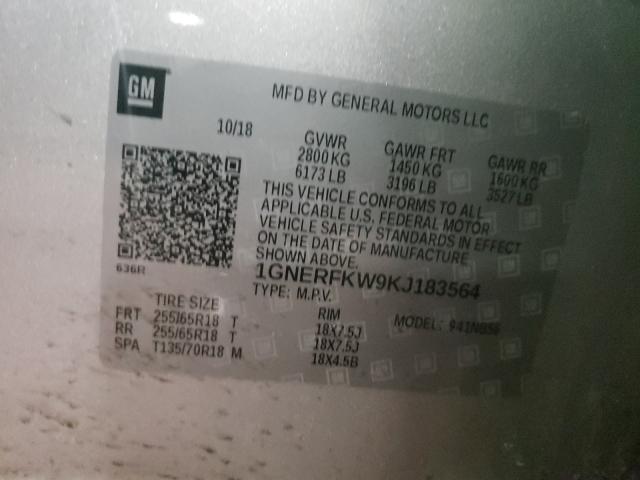 GM
MFD BY GENERAL MOTORS LLC
10/18
GVWR
2800 KG
6173 LB
GAWR FRT
1450 KG
3196 LB
GAWR RR
1600 KG
3527 LB
THIS VEHICLE CONFORMS TO ALL
APPLICABLE U.S. FEDERAL MOTOR
VEHICLE SAFETY STANDARDS IN EFFECT
ON THE DATE OF MANUFACTURE
SHOWN ABOVE.
636R
1GNERFKW9KJ183564
TYPE: M.P.V.
TIRE SIZE RIM MODEL:
FRT 255/65R18 T 18X7.5J
RR 255/65R18 T 18X7.5J
SPA T135/70R18 M 18X4.5B